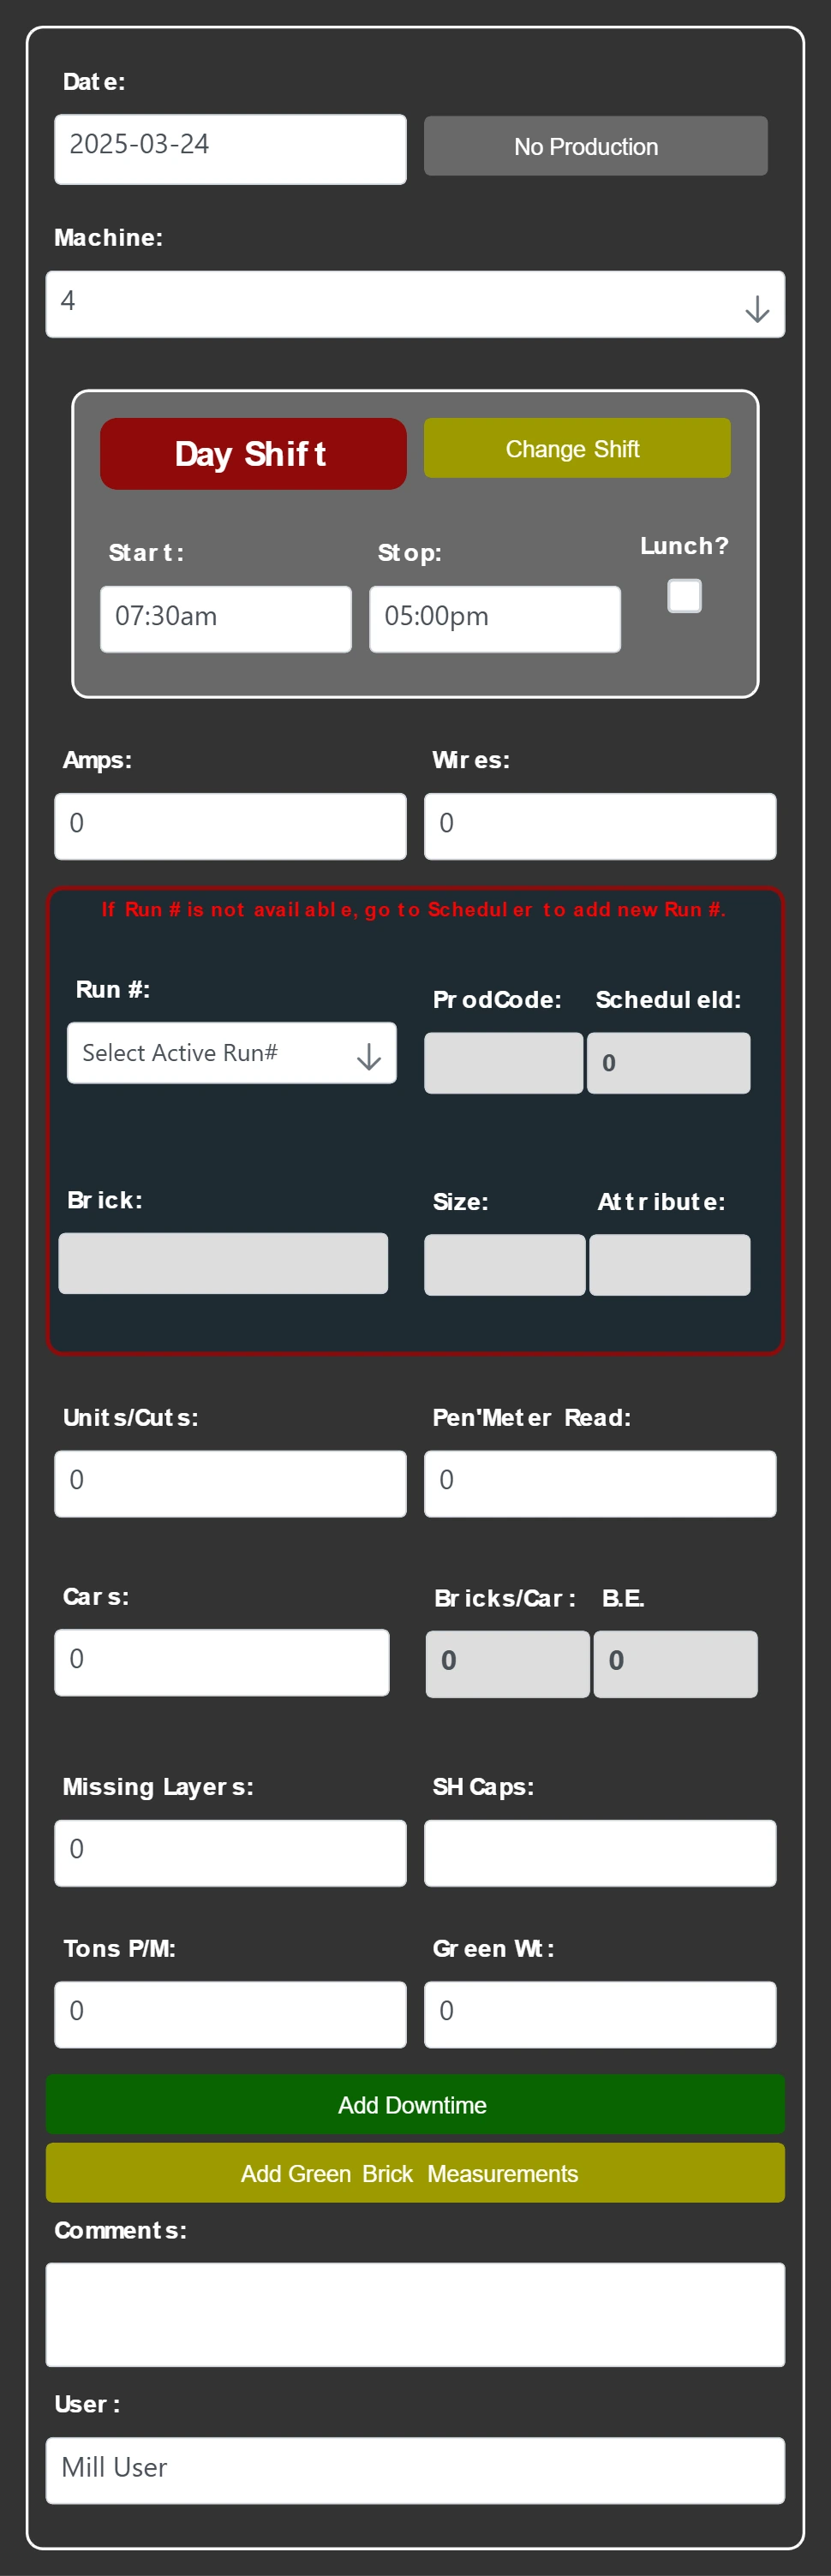 Date:
2025-03-24
No Production
Machine:
4
Day Shift
Change Shift
Start:
Stop:
Lunch?
07:30am
05:00pm
Amps:
Wires:
0
0
If Run # is not available, go to Scheduler to add new Run #.
Run #:
ProdCode:
ScheduleId:
Select Active Run#
0
Brick:
Size:
Attribute:
Units/Cuts:
Pen'Meter Read:
0
0
Cars:
Bricks/Car:
B.E.
0
0
0
Missing Layers:
SH Caps:
0
Tons P/M:
Green Wt:
0
0
Add Downtime
Add Green Brick Measurements
Comments:
User:
Mill User